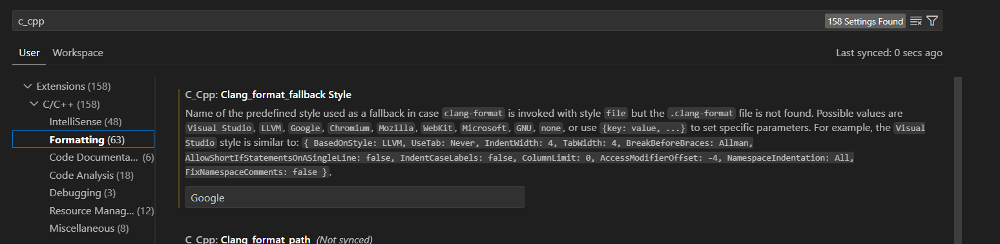 c_cpp
158 Settings Found
User
Workspace
Last synced: 0 secs ago
Extensions (158)
C/C++ (158)
IntelliSense (48)
Formatting (63)
Code Documenta... (6)
Code Analysis (18)
Debugging (3)
Resource Manag... (12)
Miscellaneous (8)
C_Cpp: Clang_format_fallback Style
Name of the predefined style used as a fallback in case clang-format is invoked with style file but the .clang-format file is not found. Possible values are
Visual Studio, LLVM, Google, Chromium, Mozilla, WebKit, Microsoft, GNU, none, or use {key: value, ...} to set specific parameters. For example, the Visual
Studio style is similar to: { BasedOnStyle: LLVM, UseTab: Never, IndentWidth: 4, TabWidth: 4, BreakBeforeBraces: Allman,
AllowShortIfStatementsOnASingleLine: false, IndentCaseLabels: false, ColumnLimit: 0, AccessModifierOffset: -4, NamespaceIndentation: All,
FixNamespaceComments: false }.
Google
C_Cpp: Clang_format_path (Not synced)